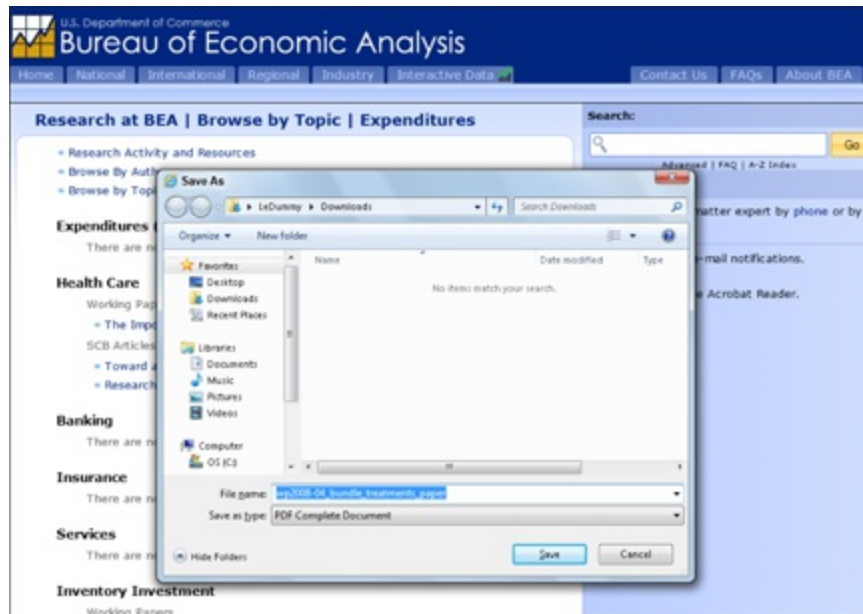 U.S. Department of Commerce
Bureau of Economic Analysis
Home National International Regional Industry Interactive Data Contact Us FAQs About BEA
Research at BEA | Browse by Topic | Expenditures
Search:
Go
Advanced | FAQ | A-Z Index
Research Activity and Resources
Browse By
Browse by
matter expert by phone or by
Expenditures
There are
e-mail notifications.
Acrobat Reader.
Health Care
Working
The
SCB Articles
Toward
Research
Banking
There are
Insurance
There are
Services
There are
Inventory Investment
Working Papers
Save As
LeDummy Downloads
Search Downloads
Organize New folder
Name Date modified Type
No items match your search.
Favorites
Desktop
Downloads
Recent Places
Libraries
Documents
Music
Pictures
Videos
Computer
OS (C:)
File name: wp2008-04_bundle_treatments_paper
Save as type: PDF Complete Document
Hide Folders Save Cancel